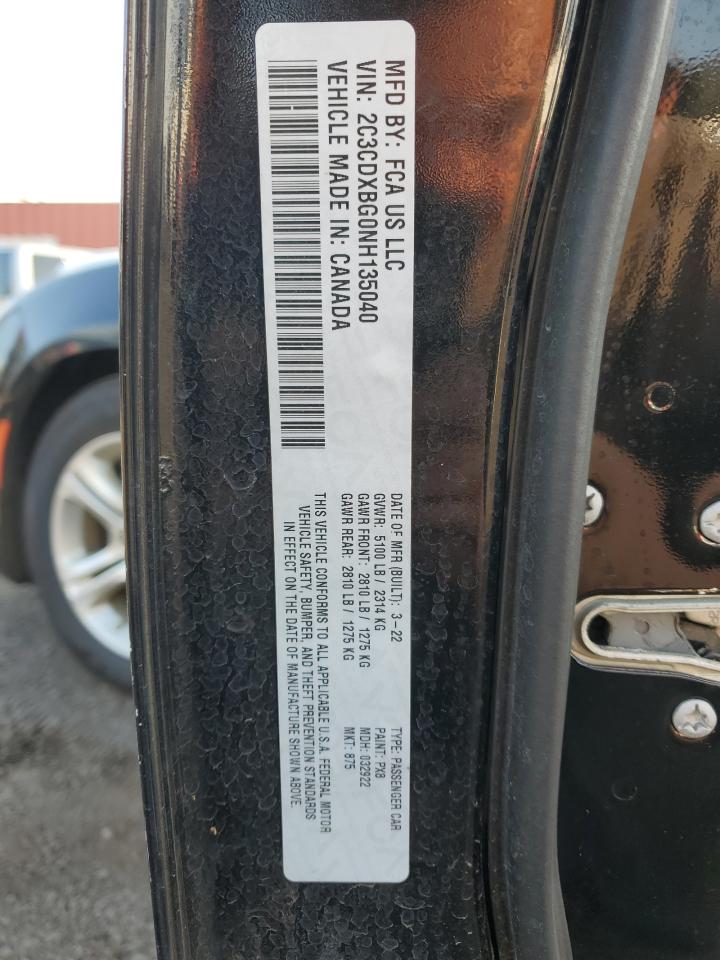 MFD BY: FCA US LLC
VIN: 2C3CDXBG0NH135040
VEHICLE MADE IN: CANADA
DATE OF MFR (BUILT): 3-22
GVWR: 5100 LB / 2314 KG
GAWR FRONT: 2810 LB / 1275 KG
GAWR REAR: 2810 LB / 1275 KG
THIS VEHICLE CONFORMS TO ALL APPLICABLE U.S.A. FEDERAL MOTOR
VEHICLE SAFETY, BUMPER, AND THEFT PREVENTION STANDARDS
IN EFFECT ON THE DATE OF MANUFACTURE SHOWN ABOVE.
TYPE: PASSENGER CAR
PAINT: PX8
MDH: 032922
MKT: 875